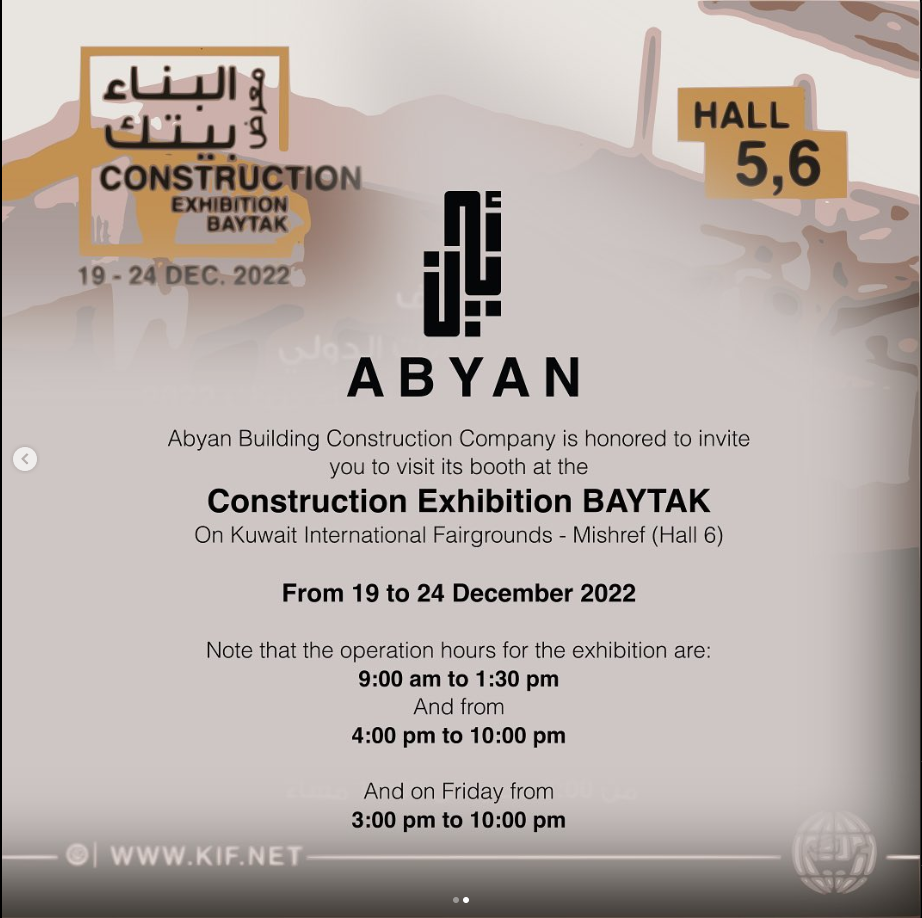 البناء
معرض
بيتك
CONSTRUCTION
EXHIBITION
BAYTAK
19 - 24 DEC. 2022
HALL
5,6
أبيان
ABYAN
Abyan Building Construction Company is honored to invite
you to visit its booth at the
Construction Exhibition BAYTAK
On Kuwait International Fairgrounds - Mishref (Hall 6)
From 19 to 24 December 2022
Note that the operation hours for the exhibition are:
9:00 am to 1:30 pm
And from
4:00 pm to 10:00 pm
And on Friday from
3:00 pm to 10:00 pm
WWW.KIF.NET